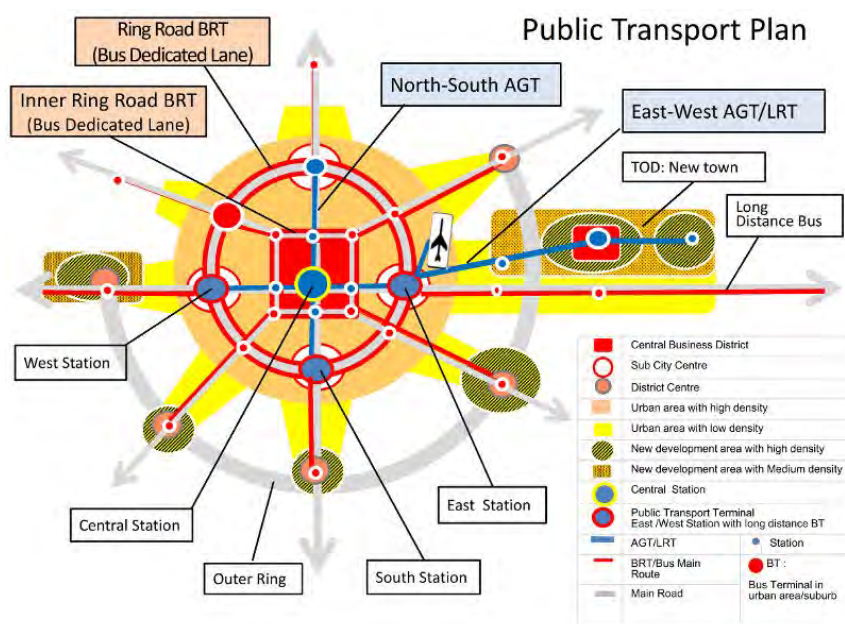 Public Transport Plan
Ring Road BRT
(Bus Dedicated Lane)
North-South AGT
Inner Ring Road BRT
(Bus Dedicated Lane)
East-West AGT/LRT
TOD: New town
Long
Distance Bus
West Station
Central Station
Outer Ring
South Station
East Station
Central Business District
Sub City Centre
District Centre
Urban area with high density
Urban area with low density
New development area with high density
New development area with Medium density
Central Station
Public Transport Terminal
East /West Station with long distance BT
AGT/LRT
Station
BRT/Bus Main
Route
BT :
Bus Terminal in
urban area/suburb
Main Road